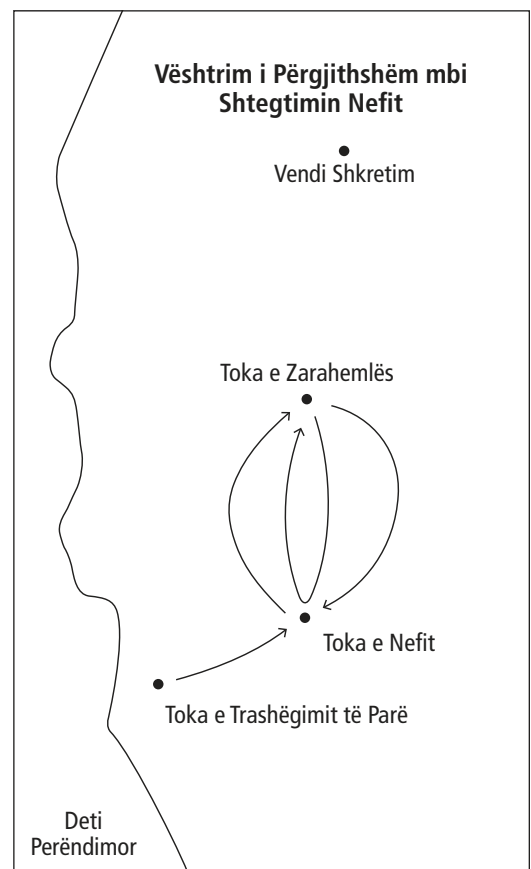 Vështrim i Përgjithshëm mbi
Shtegtimin Nefit
Vendi Shkretim
Toka e Zarahemlës
Toka e Nefit
Toka e Trashëgimit të Parë
Deti
Perëndimor